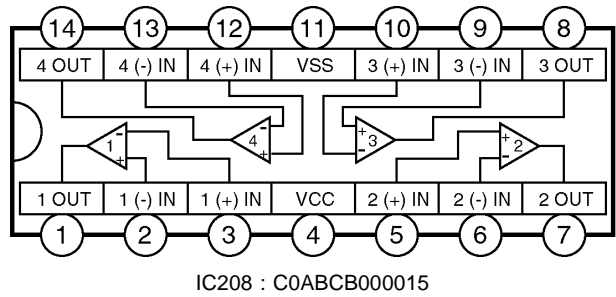 14 13 12 11 10 9 8
4 OUT 4 (-) IN 4 (+) IN VSS 3 (+) IN 3 (-) IN 3 OUT
- 4 +
+ 3 -
1 - +
+ 2 -
1 OUT 1 (-) IN 1 (+) IN VCC 2 (+) IN 2 (-) IN 2 OUT
1 2 3 4 5 6 7
IC208 : C0ABCB000015